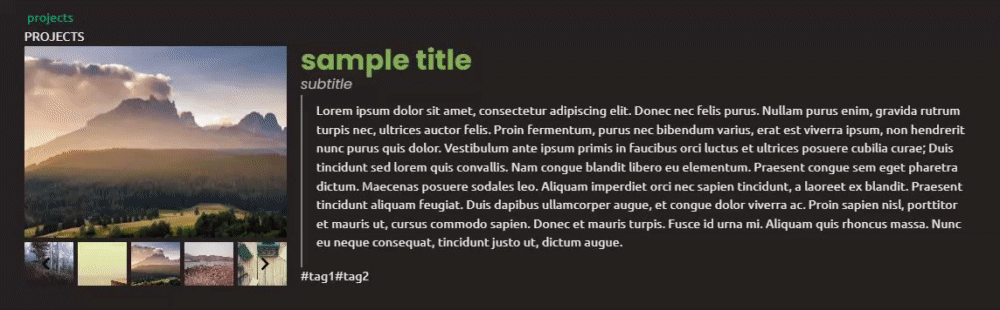 projects
PROJECTS
sample title
subtitle
Lorem ipsum dolor sit amet, consectetur adipiscing elit. Donec nec felis purus. Nullam purus enim, gravida rutrum
turpis nec, ultrices auctor felis. Proin fermentum, purus nec bibendum varius, erat est viverra ipsum, non hendrerit
nunc purus quis dolor. Vestibulum ante ipsum primis in faucibus orci luctus et ultrices posuere cubilia curae; Duis
tincidunt sed lorem quis convallis. Nam congue blandit libero eu elementum. Praesent congue sem eget pharetra
dictum. Maecenas posuere sodales leo. Aliquam imperdiet orci nec sapien tincidunt, a laoreet ex blandit. Praesent
tincidunt aliquam feugiat. Duis dapibus ullamcorper augue, et congue dolor viverra ac. Proin sapien nisl, porttitor
et mauris ut, cursus commodo sapien. Donec et mauris turpis. Fusce id urna mi. Aliquam quis rhoncus massa. Nunc
eu neque consequat, tincidunt justo ut, dictum augue.
#tag1#tag2